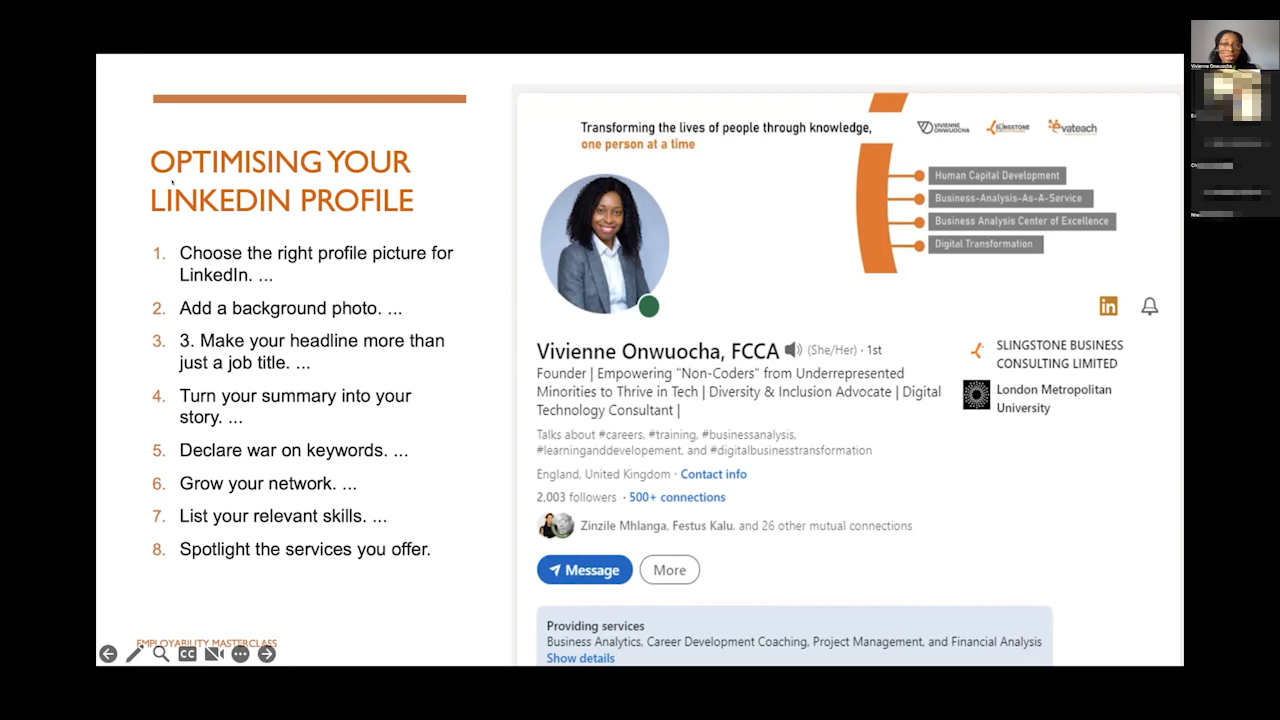 OPTIMISING YOUR
LINKEDIN PROFILE
1. Choose the right profile picture for
LinkedIn. ...
2. Add a background photo. ...
3. 3. Make your headline more than
just a job title. ...
4. Turn your summary into your
story. ...
5. Declare war on keywords. ...
6. Grow your network. ...
7. List your relevant skills. ...
8. Spotlight the services you offer.
EMPLOYABILITY MASTERCLASS
CC
Transforming the lives of people through knowledge,
one person at a time
VIVIENNE
ONWUOCHA
SLINGSTONE
evateach
Human Capital Development
Business-Analysis-As-A-Service
Business Analysis Center of Excellence
Digital Transformation
in
Vivienne Onwuocha, FCCA (She/Her) · 1st
Founder | Empowering "Non-Coders" from Underrepresented
Minorities to Thrive in Tech | Diversity & Inclusion Advocate | Digital
Technology Consultant |
Talks about #careers, #training, #businessanalysis,
#learninganddevelopement, and #digitalbusinesstransformation
England, United Kingdom · Contact info
2,003 followers · 500+ connections
Zinzile Mhlanga, Festus Kalu, and 26 other mutual connections
Message
More
SLINGSTONE BUSINESS
CONSULTING LIMITED
London Metropolitan
University
Providing services
Business Analytics, Career Development Coaching, Project Management, and Financial Analysis
Show details
Vivienne Onwuocha